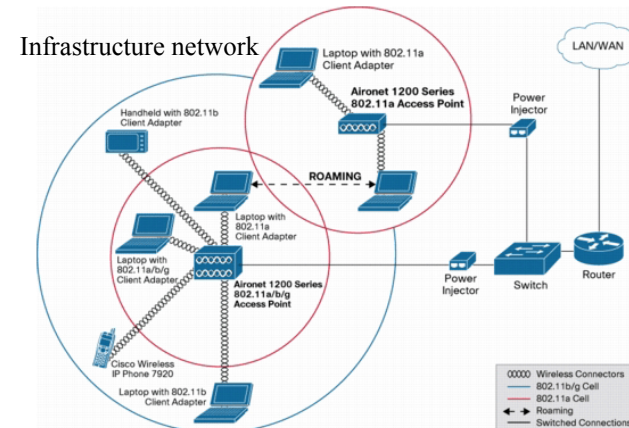 Infrastructure network
Laptop with 802.11a
Client Adapter
LAN/WAN
Aironet 1200 Series
802.11a Access Point
Power
Injector
Handheld with 802.11b
Client Adapter
ROAMING
Laptop with
802.11a
Client Adapter
Laptop with
802.11a/b/g
Client Adapter
Aironet 1200 Series
802.11a/b/g
Access Point
Power
Injector
Switch
Router
Cisco Wireless
IP Phone 7920
Laptop with 802.11b
Client Adapter
Wireless Connectors
802.11b/g Cell
802.11a Cell
Roaming
Switched Connections